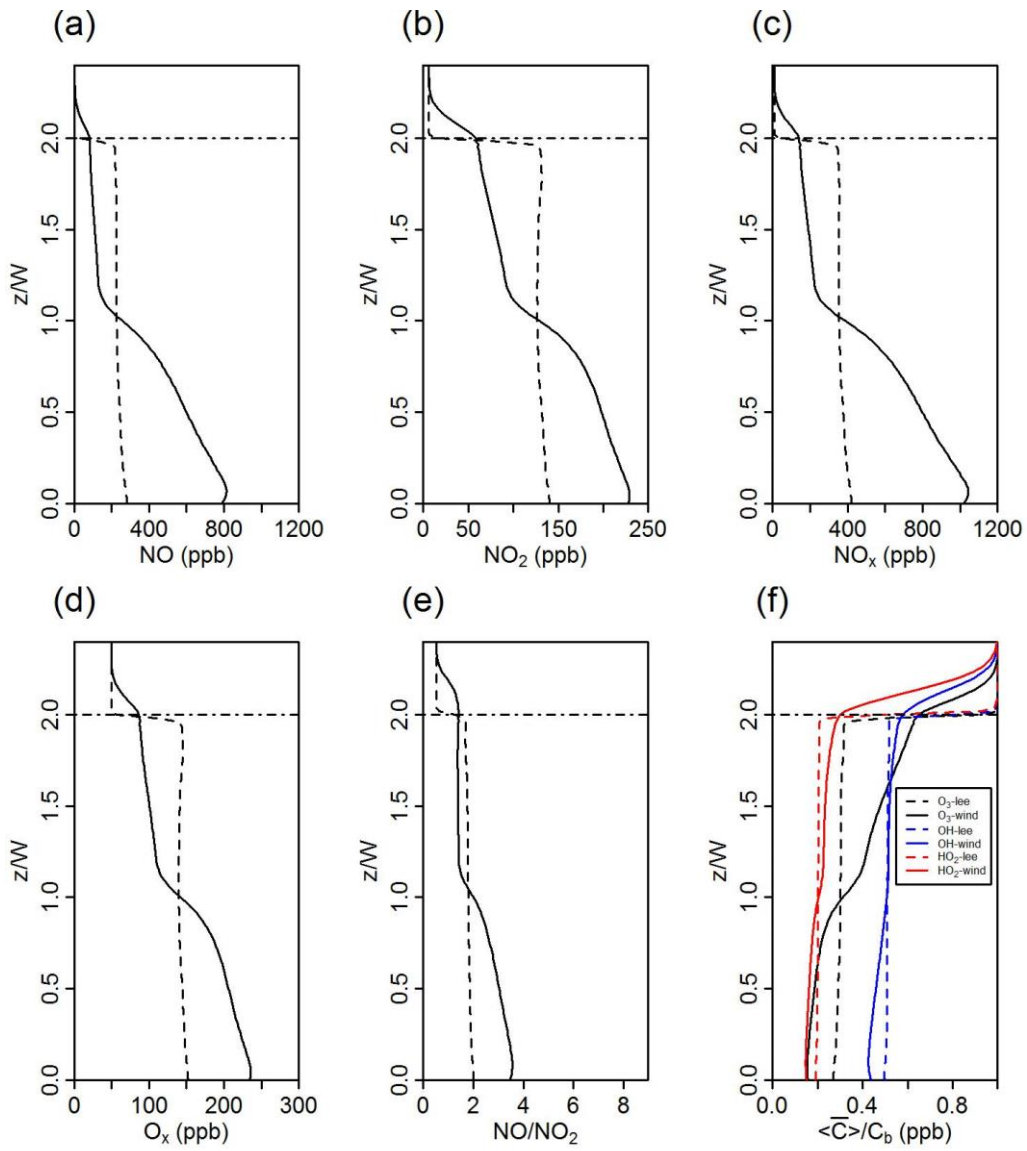 (a)
(b)
(c)
z/W
0.0 0.5 1.0 1.5 2.0
0 400 800 1200
NO (ppb)
z/W
0.0 0.5 1.0 1.5 2.0
0 50 150 250
NO₂ (ppb)
z/W
0.0 0.5 1.0 1.5 2.0
0 400 800 1200
NOₓ (ppb)
(d)
(e)
(f)
z/W
0.0 0.5 1.0 1.5 2.0
0 100 200 300
Oₓ (ppb)
z/W
0.0 0.5 1.0 1.5 2.0
0 2 4 6 8
NO/NO₂
z/W
0.0 0.5 1.0 1.5 2.0
O₃-lee
O₃-wind
OH-lee
OH-wind
HO₂-lee
HO₂-wind
0.0 0.4 0.8
<C̅>/C_b (ppb)